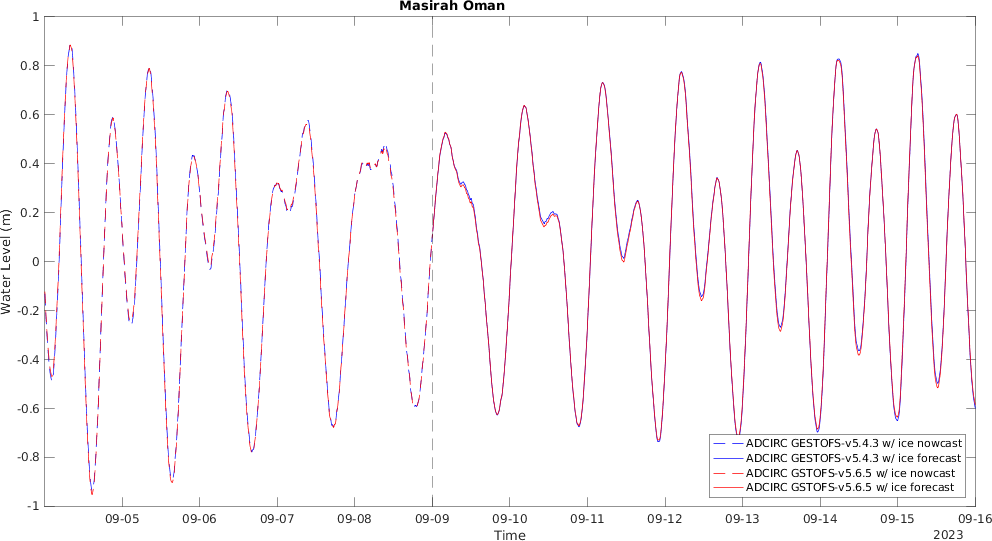 Masirah Oman
1
0.8
0.6
0.4
0.2
0
-0.2
-0.4
-0.6
-0.8
-1
Water Level (m)
ADCIRC GESTOFS-v5.4.3 w/ ice nowcast
ADCIRC GESTOFS-v5.4.3 w/ ice forecast
ADCIRC GSTOFS-v5.6.5 w/ ice nowcast
ADCIRC GSTOFS-v5.6.5 w/ ice forecast
09-05 09-06 09-07 09-08 09-09 09-10 09-11 09-12 09-13 09-14 09-15 09-16
Time
2023